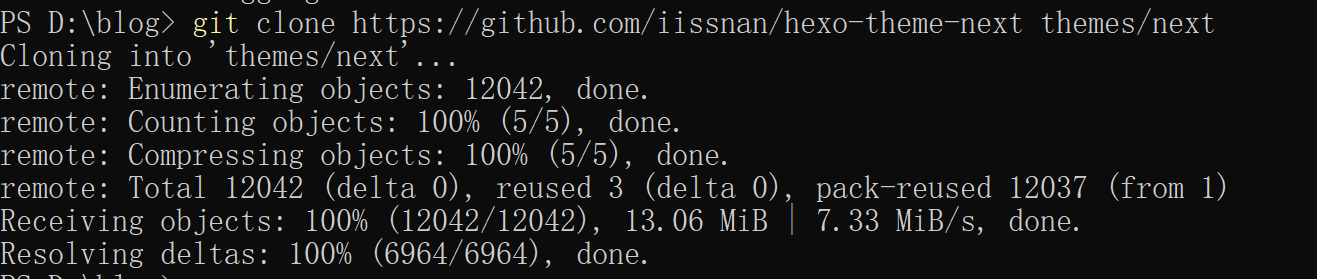 PS D:\blog> git clone https://github.com/iissnan/hexo-theme-next themes/next
Cloning into 'themes/next'...
remote: Enumerating objects: 12042, done.
remote: Counting objects: 100% (5/5), done.
remote: Compressing objects: 100% (5/5), done.
remote: Total 12042 (delta 0), reused 3 (delta 0), pack-reused 12037 (from 1)
Receiving objects: 100% (12042/12042), 13.06 MiB | 7.33 MiB/s, done.
Resolving deltas: 100% (6964/6964), done.